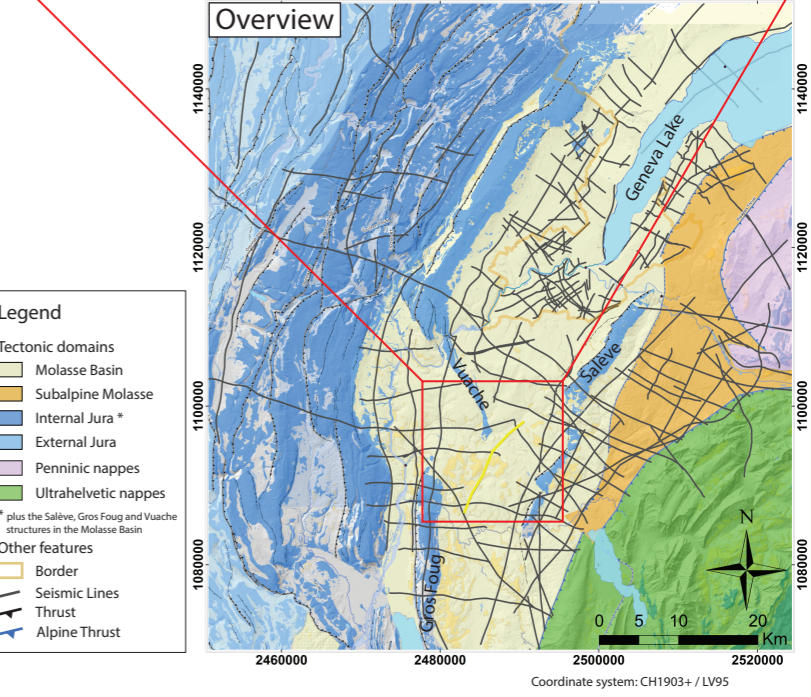 Overview
1140000
1120000
1100000
1080000
1140000
1120000
1100000
1080000
Geneva Lake
Vuache
Salève
Gros Foug
N
0 5 10 20
Km
2460000 2480000 2500000 2520000
Coordinate system: CH1903+ / LV95
Legend
Tectonic domains
Molasse Basin
Subalpine Molasse
Internal Jura *
External Jura
Penninic nappes
Ultrahelvetic nappes
* plus the Salève, Gros Foug and Vuache
structures in the Molasse Basin
Other features
Border
Seismic Lines
Thrust
Alpine Thrust